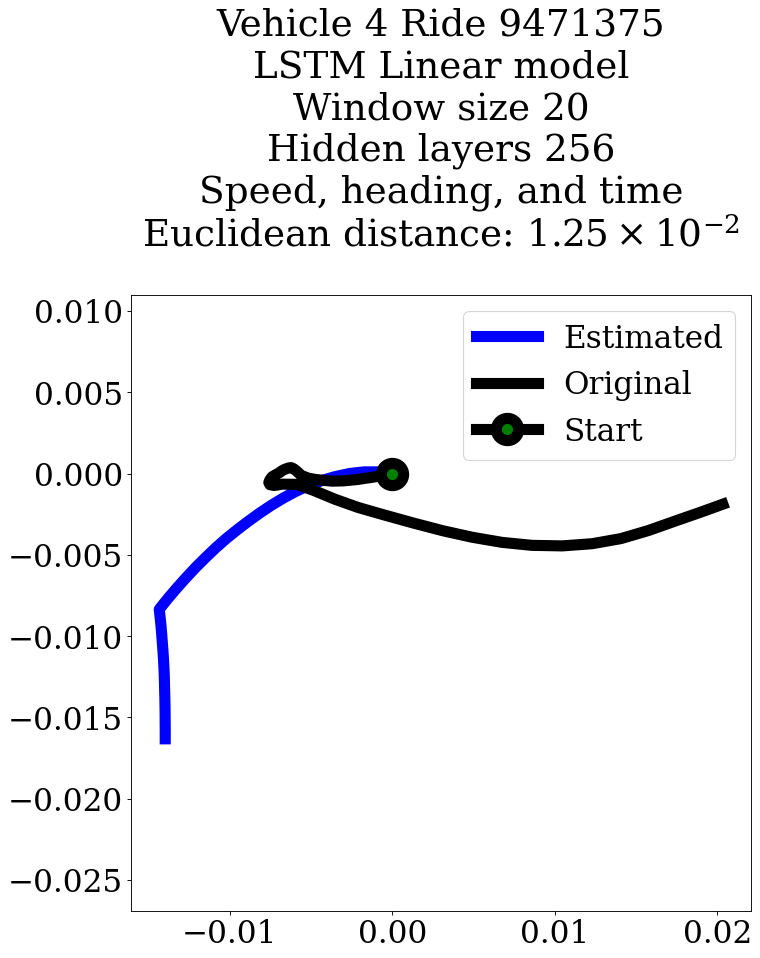 Vehicle 4 Ride 9471375
LSTM Linear model
Window size 20
Hidden layers 256
Speed, heading, and time
Euclidean distance: 1.25 × 10⁻²
0.010
0.005
0.000
−0.005
−0.010
−0.015
−0.020
−0.025
Estimated
Original
Start
−0.01
0.00
0.01
0.02